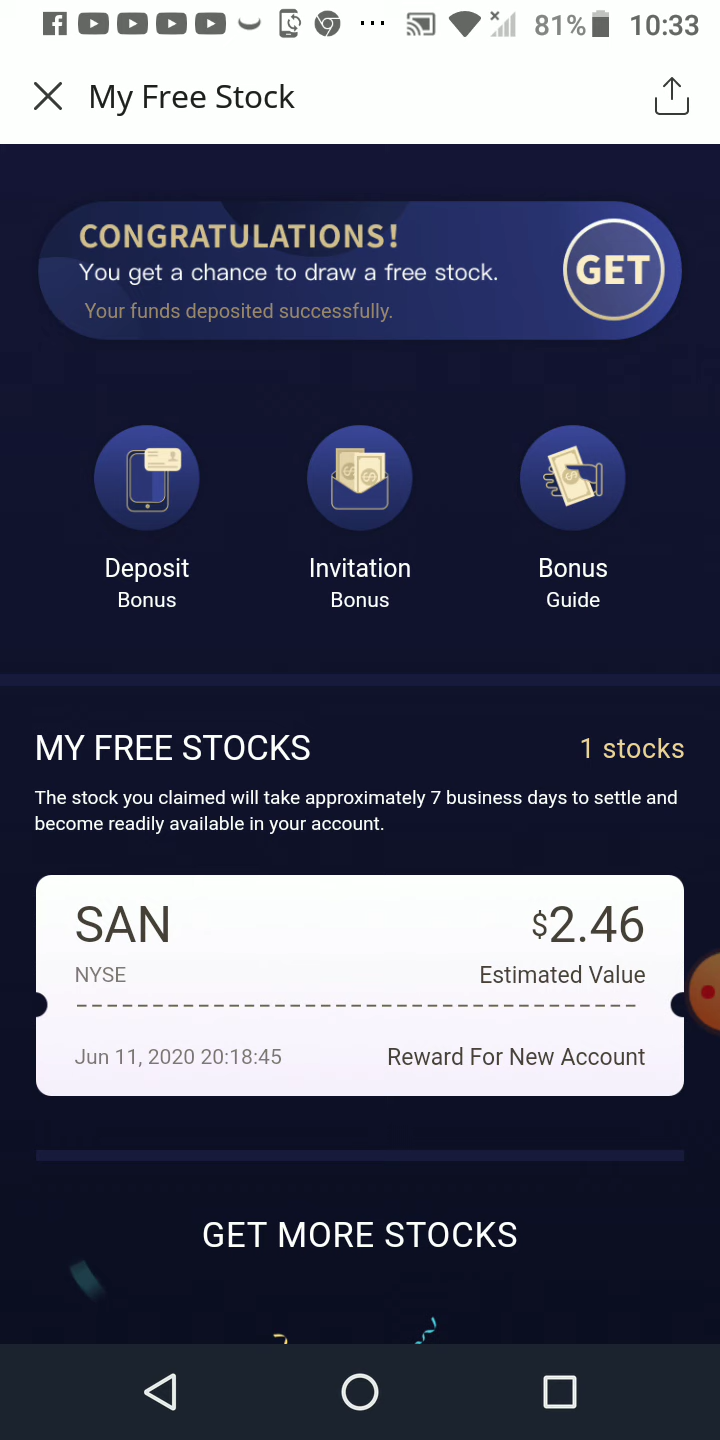 81% 10:33
My Free Stock
CONGRATULATIONS!
You get a chance to draw a free stock.
Your funds deposited successfully.
GET
Deposit
Bonus
Invitation
Bonus
Bonus
Guide
MY FREE STOCKS 1 stocks
The stock you claimed will take approximately 7 business days to settle and
become readily available in your account.
SAN $2.46
NYSE Estimated Value
Jun 11, 2020 20:18:45 Reward For New Account
GET MORE STOCKS